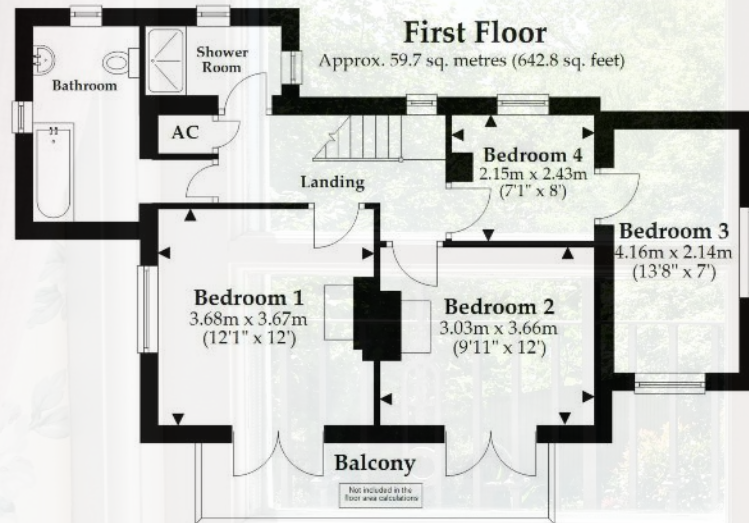 First Floor
Approx. 59.7 sq. metres (642.8 sq. feet)
Shower
Room
Bathroom
AC
Landing
Bedroom 4
2.15m x 2.43m
(7'1" x 8')
Bedroom 3
4.16m x 2.14m
(13'8" x 7')
Bedroom 1
3.68m x 3.67m
(12'1" x 12')
Bedroom 2
3.03m x 3.66m
(9'11" x 12')
Balcony
Not included in the
floor area calculations